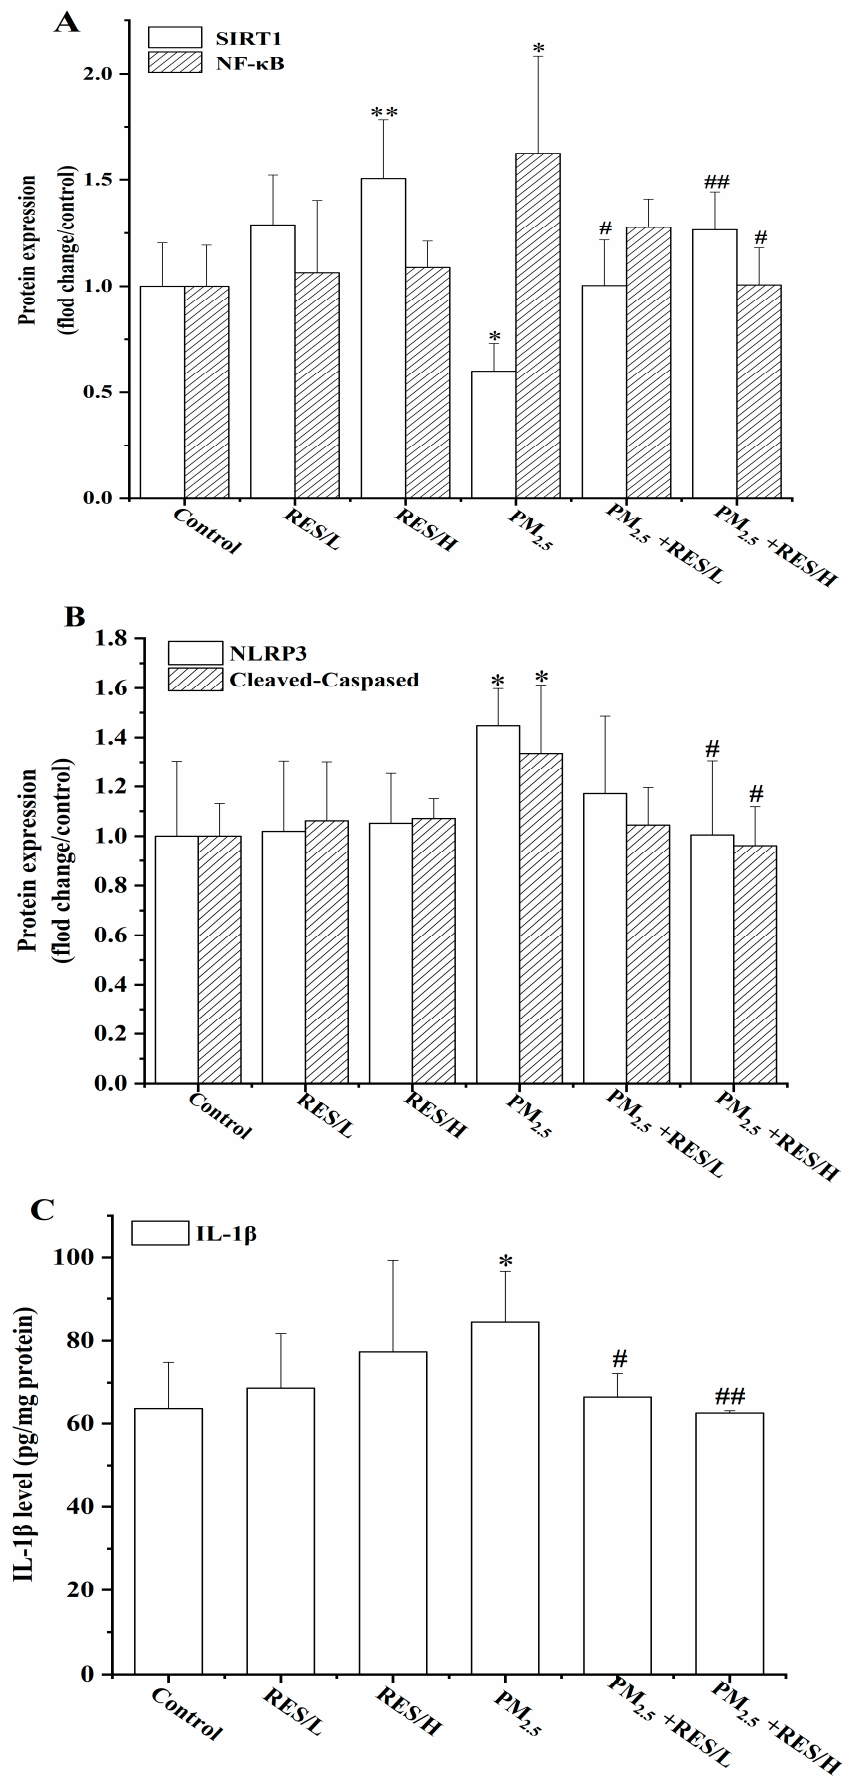 A
SIRT1
NF-κB
Protein expression
(flod change/control)
2.0
1.5
1.0
0.5
0.0
**
*
*
#
##
#
Control
RES/L
RES/H
PM2.5
PM2.5 +RES/L
PM2.5 +RES/H
B
NLRP3
Cleaved-Caspased
Protein expression
(flod change/control)
1.8
1.6
1.4
1.2
1.0
0.8
0.6
0.4
0.2
0.0
*
*
#
#
Control
RES/L
RES/H
PM2.5
PM2.5 +RES/L
PM2.5 +RES/H
C
IL-1β
IL-1β level (pg/mg protein)
100
80
60
40
20
0
*
#
##
Control
RES/L
RES/H
PM2.5
PM2.5 +RES/L
PM2.5 +RES/H